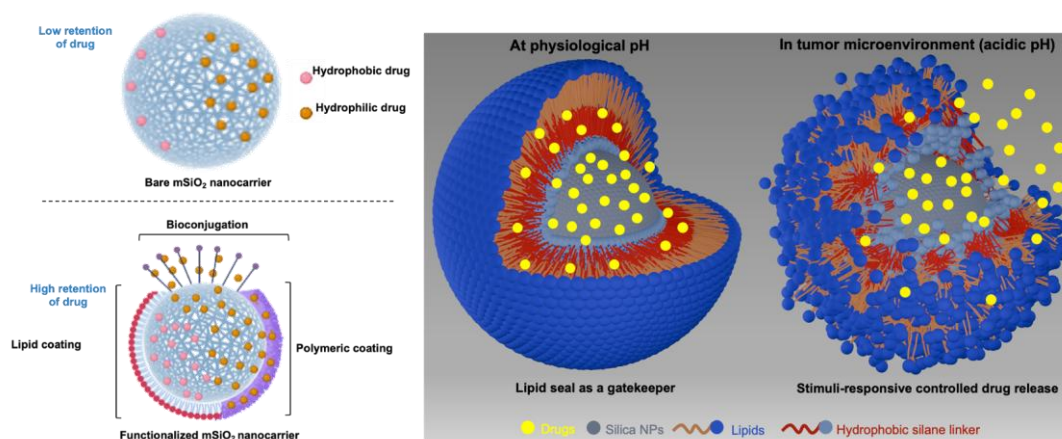 Low retention
of drug
Hydrophobic drug
Hydrophilic drug
Bare mSiO₂ nanocarrier
Bioconjugation
High retention
of drug
Lipid coating
Polymeric coating
Functionalized mSiO₂ nanocarrier
At physiological pH
In tumor microenvironment (acidic pH)
Lipid seal as a gatekeeper
Stimuli-responsive controlled drug release
Drugs
Silica NPs
Lipids
Hydrophobic silane linker